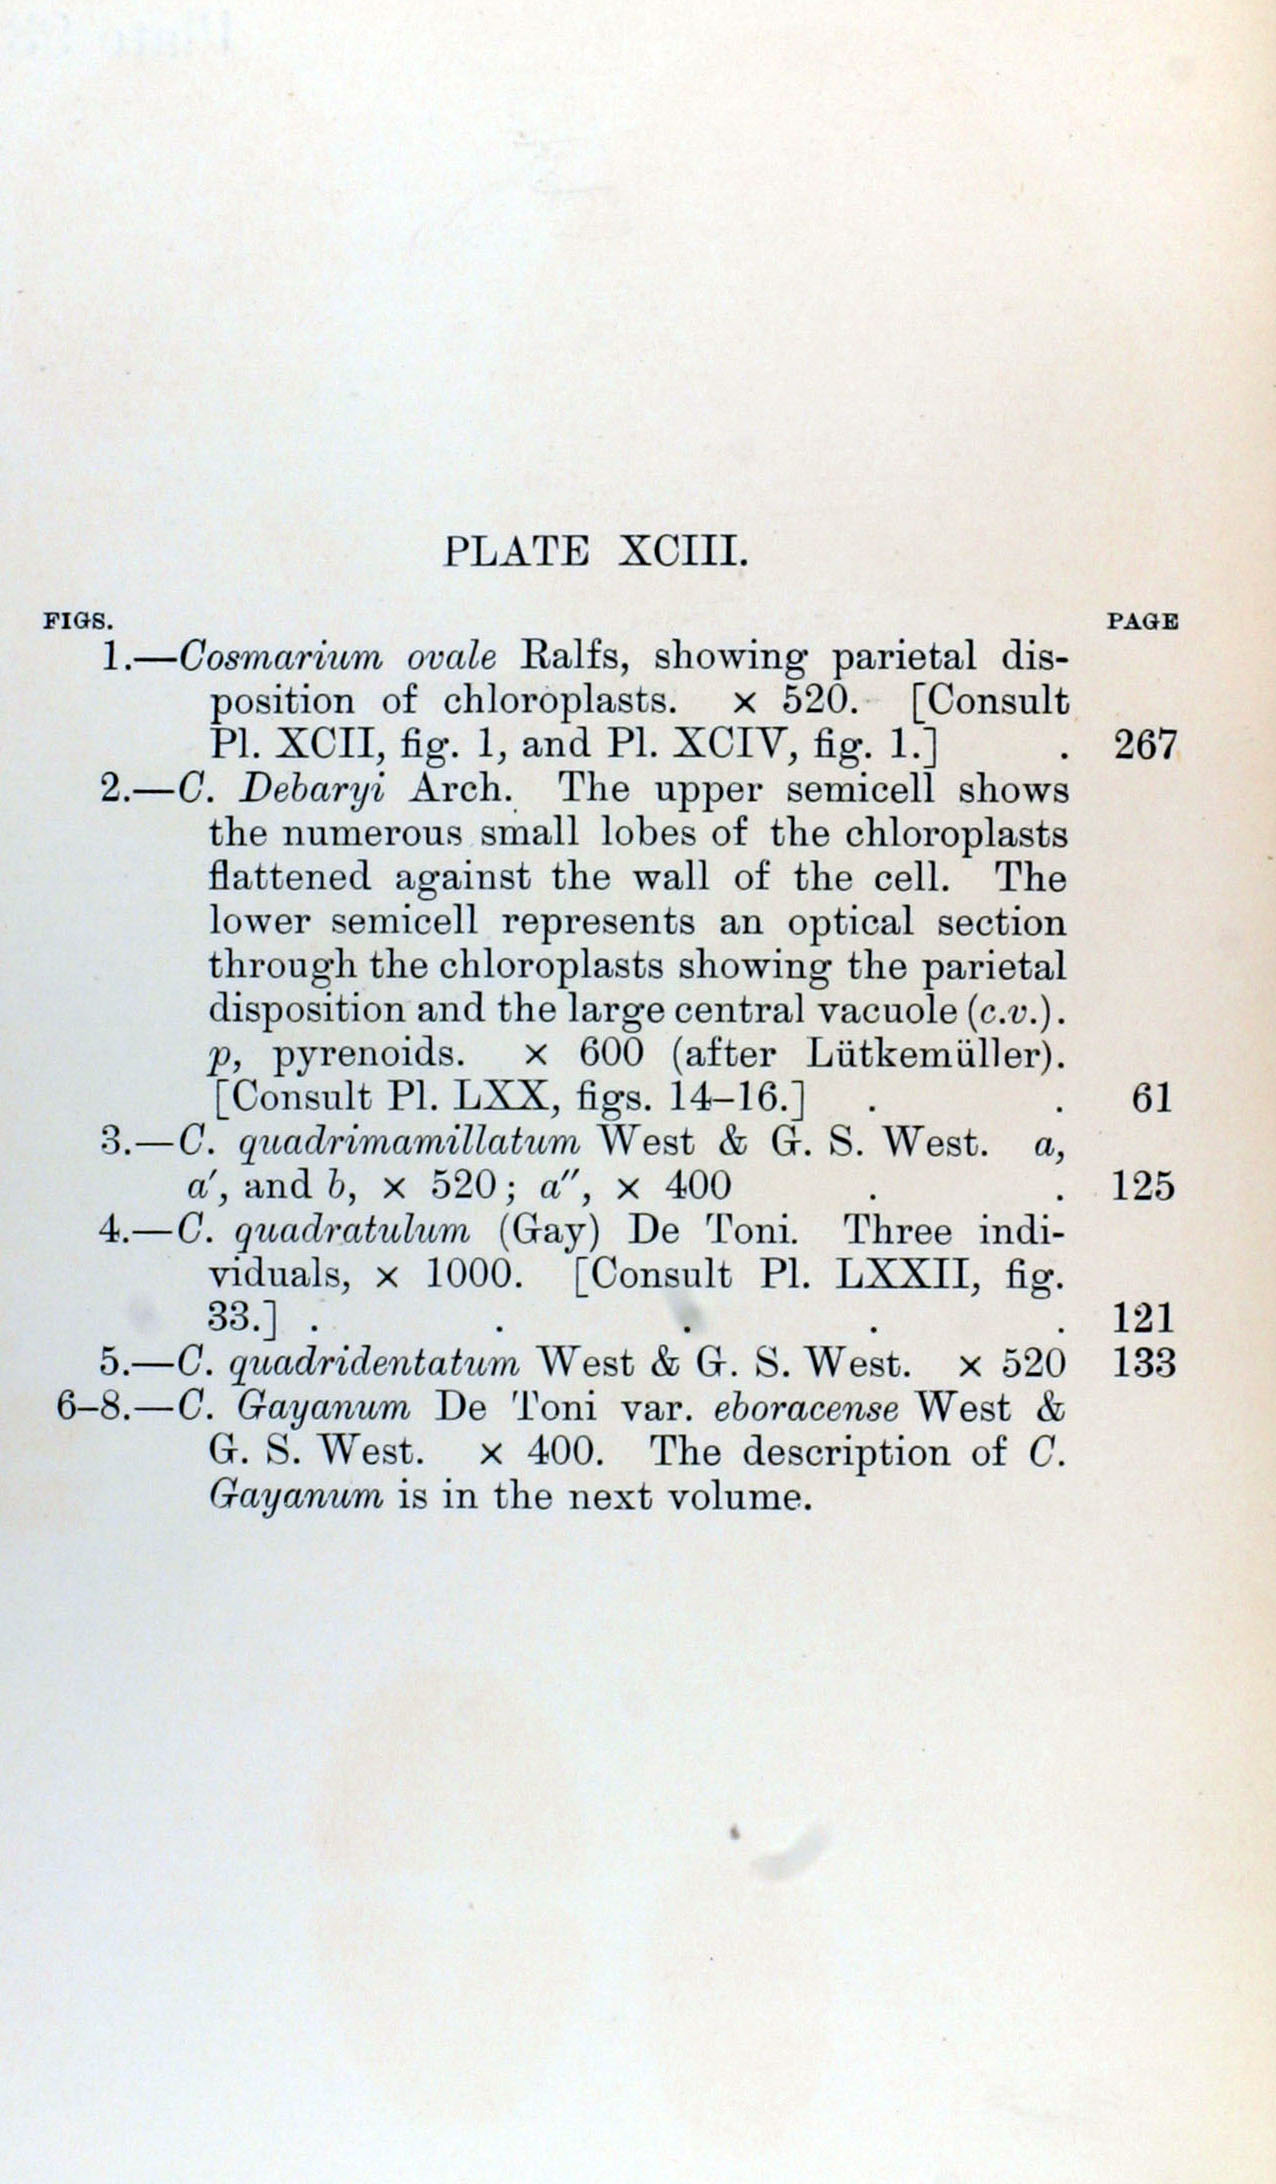 PLATE XCIII.
FIGS. PAGE
1.—Cosmarium ovale Ralfs, showing parietal dis-
position of chloroplasts. × 520. [Consult
Pl. XCII, fig. 1, and Pl. XCIV, fig. 1.] . 267
2.—C. Debaryi Arch. The upper semicell shows
the numerous small lobes of the chloroplasts
flattened against the wall of the cell. The
lower semicell represents an optical section
through the chloroplasts showing the parietal
disposition and the large central vacuole (c.v.).
p, pyrenoids. × 600 (after Lütkemüller).
[Consult Pl. LXX, figs. 14–16.] . . 61
3.—C. quadrimamillatum West & G. S. West. a,
a′, and b, × 520; a″, × 400 . . 125
4.—C. quadratulum (Gay) De Toni. Three indi-
viduals, × 1000. [Consult Pl. LXXII, fig.
33.] . . . . . 121
5.—C. quadridentatum West & G. S. West. × 520 133
6–8.—C. Gayanum De Toni var. eboracense West &
G. S. West. × 400. The description of C.
Gayanum is in the next volume.